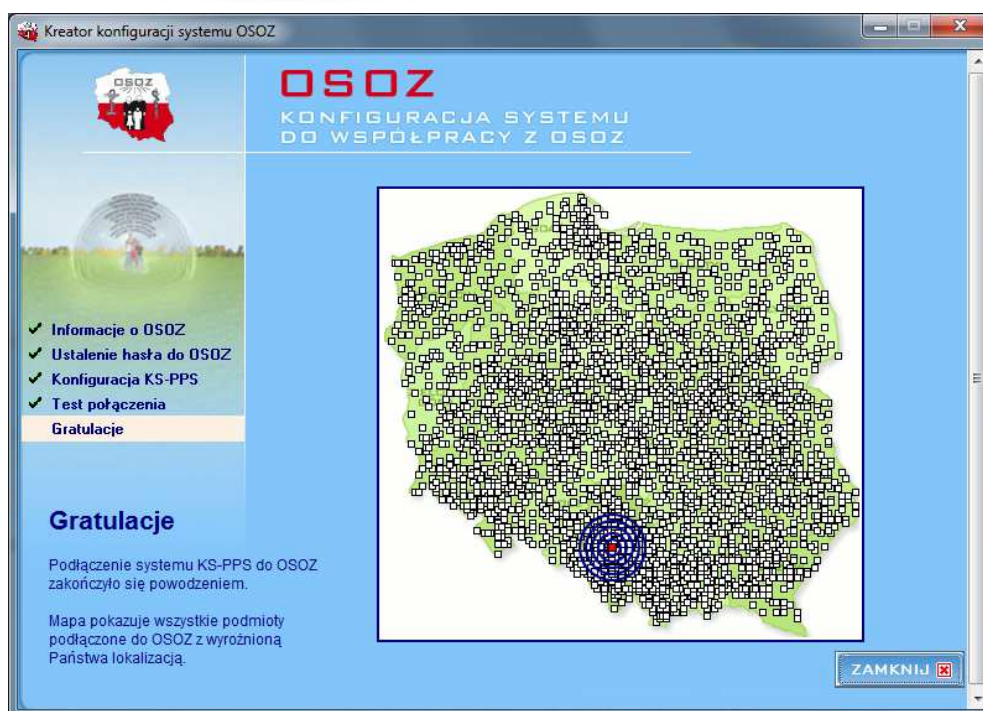 Kreator konfiguracji systemu OSOZ
OSOZ
OSOZ
KONFIGURACJA SYSTEMU
DO WSPÓŁPRACY Z OSOZ
Informacje o OSOZ
Ustalenie hasła do OSOZ
Konfiguracja KS-PPS
Test połączenia
Gratulacje
Gratulacje
Podłączenie systemu KS-PPS do OSOZ
zakończyło się powodzeniem.
Mapa pokazuje wszystkie podmioty
podłączone do OSOZ z wyróżnioną
Państwa lokalizacją.
ZAMKNIJ